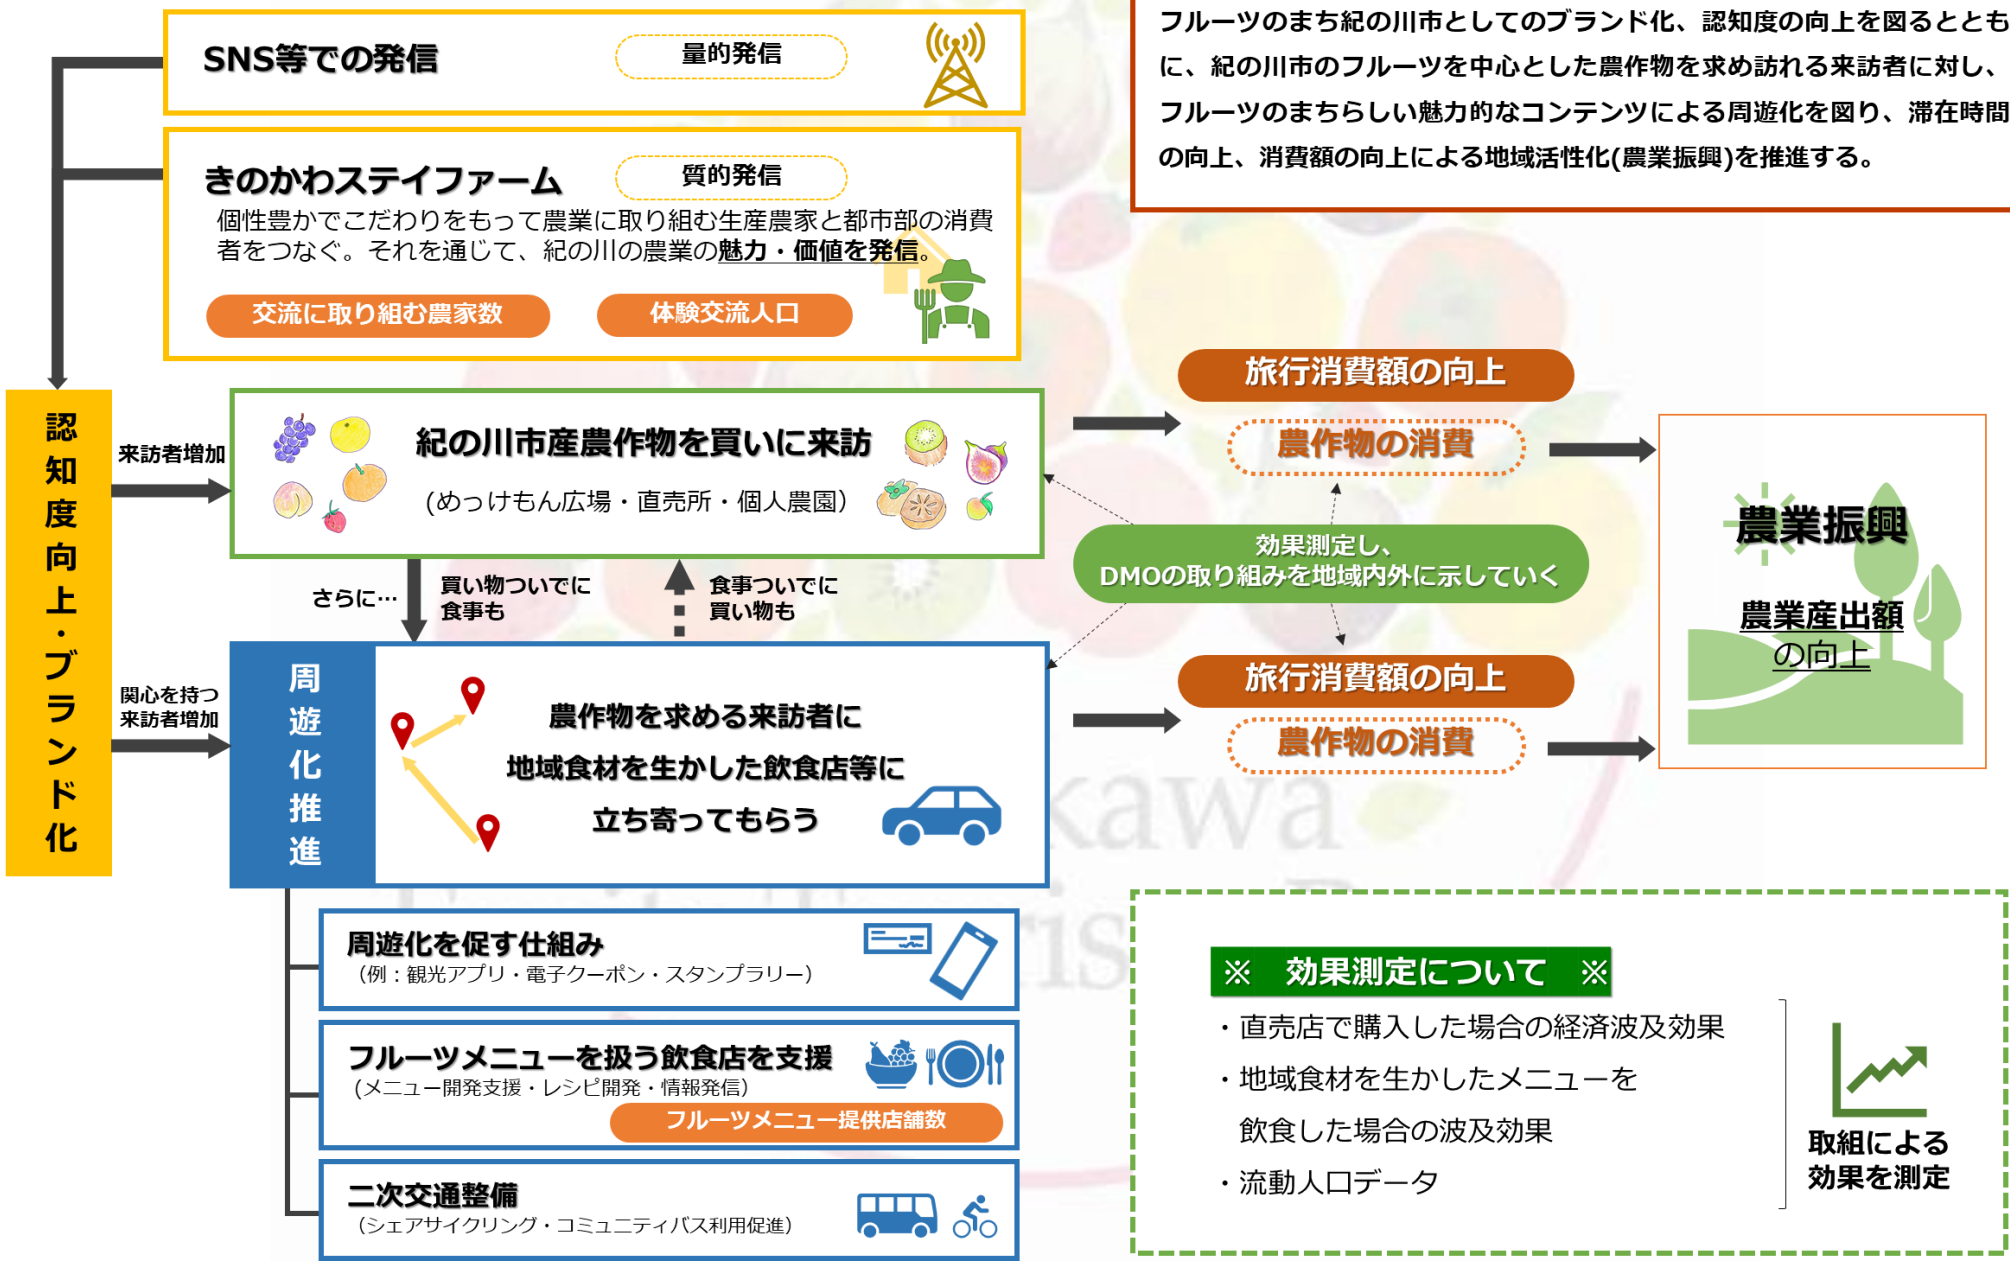 フルーツのまち紀の川市としてのブランド化、認知度の向上を図るととも
に、紀の川市のフルーツを中心とした農作物を求め訪れる来訪者に対し、
フルーツのまちらしい魅力的なコンテンツによる周遊化を図り、滞在時間
の向上、消費額の向上による地域活性化(農業振興)を推進する。
SNS等での発信
量的発信
きのかわステイファーム
質的発信
個性豊かでこだわりをもって農業に取り組む生産農家と都市部の消費
者をつなぐ。それを通じて、紀の川の農業の魅力・価値を発信。
交流に取り組む農家数
体験交流人口
認知度向上・ブランド化
来訪者増加
紀の川市産農作物を買いに来訪
(めっけもん広場・直売所・個人農園)
さらに…
買い物ついでに
食事も
食事ついでに
買い物も
関心を持つ
来訪者増加
周遊化推進
農作物を求める来訪者に
地域食材を生かした飲食店等に
立ち寄ってもらう
旅行消費額の向上
農作物の消費
効果測定し、
DMOの取り組みを地域内外に示していく
旅行消費額の向上
農作物の消費
農業振興
農業産出額
の向上
周遊化を促す仕組み
（例：観光アプリ・電子クーポン・スタンプラリー）
フルーツメニューを扱う飲食店を支援
(メニュー開発支援・レシピ開発・情報発信)
フルーツメニュー提供店舗数
二次交通整備
（シェアサイクリング・コミュニティバス利用促進）
※　効果測定について　※
・直売店で購入した場合の経済波及効果
・地域食材を生かしたメニューを
飲食した場合の波及効果
・流動人口データ
取組による
効果を測定